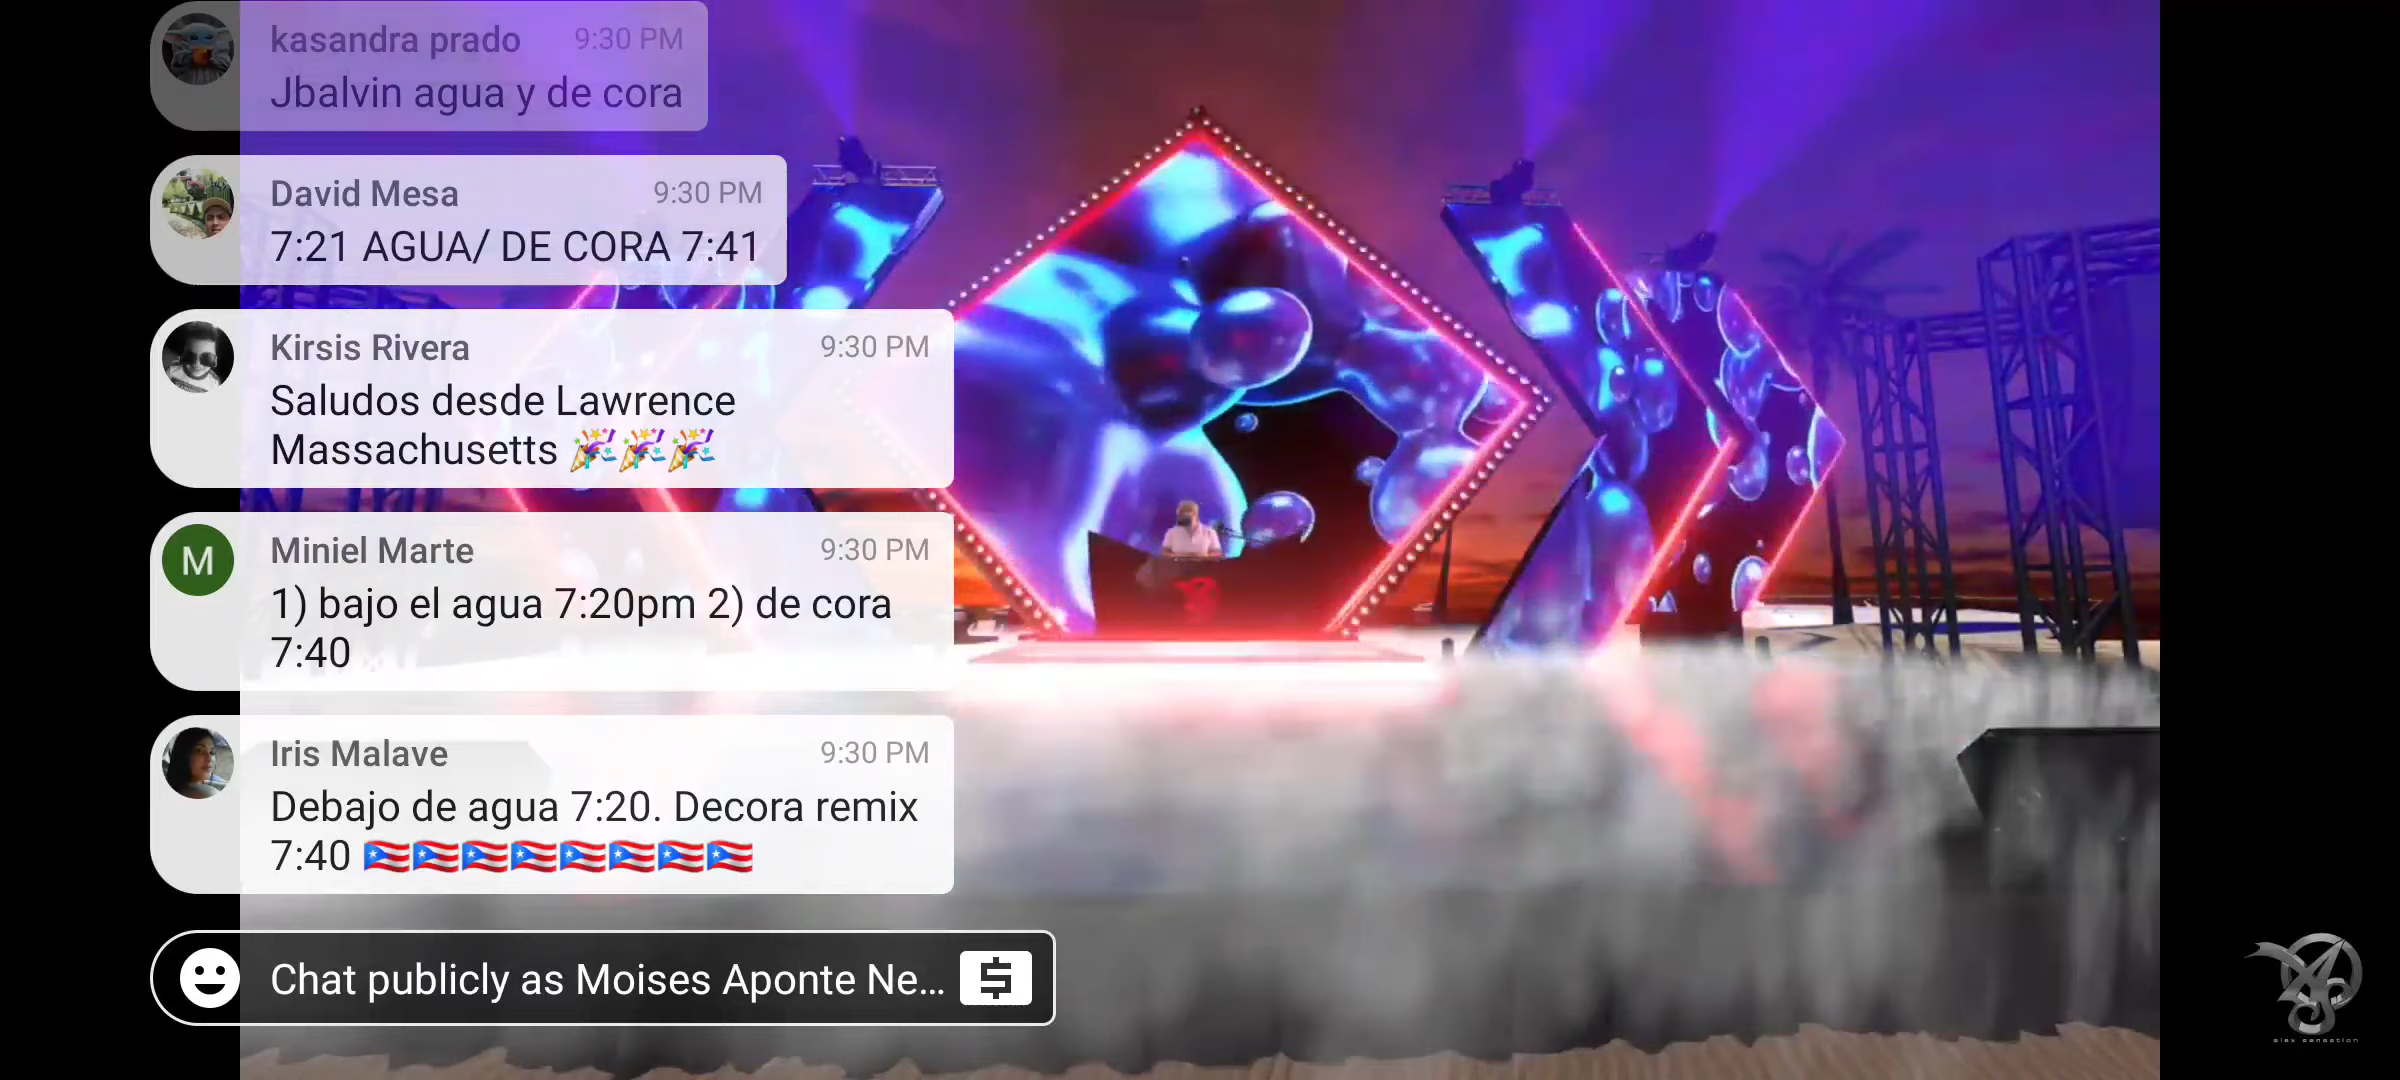 kasandra prado 9:30 PM
Jbalvin agua y de cora
David Mesa 9:30 PM
7:21 AGUA/ DE CORA 7:41
Kirsis Rivera 9:30 PM
Saludos desde Lawrence
Massachusetts 🎉🎉🎉
M
Miniel Marte 9:30 PM
1) bajo el agua 7:20pm 2) de cora
7:40
Iris Malave 9:30 PM
Debajo de agua 7:20. Decora remix
7:40 🇵🇷🇵🇷🇵🇷🇵🇷🇵🇷🇵🇷🇵🇷🇵🇷
Chat publicly as Moises Aponte Ne... $
alex sensation